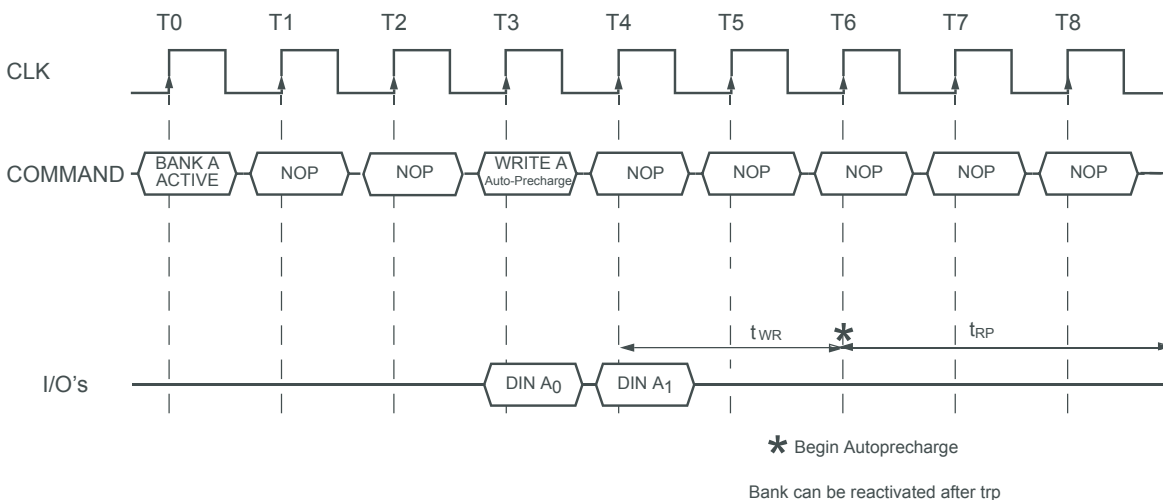 T0 T1 T2 T3 T4 T5 T6 T7 T8
CLK
COMMAND
BANK A
ACTIVE
NOP
NOP
WRITE A
Auto-Precharge
NOP
NOP
NOP
NOP
NOP
tWR
*
tRP
I/O's
DIN A0
DIN A1
* Begin Autoprecharge
Bank can be reactivated after trp